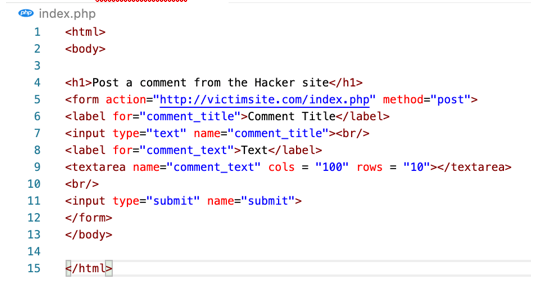 php index.php
1 <html>
2 <body>
3
4 <h1>Post a comment from the Hacker site</h1>
5 <form action="http://victimsite.com/index.php" method="post">
6 <label for="comment_title">Comment Title</label>
7 <input type="text" name="comment_title"><br/>
8 <label for="comment_text">Text</label>
9 <textarea name="comment_text" cols = "100" rows = "10"></textarea>
10 <br/>
11 <input type="submit" name="submit">
12 </form>
13 </body>
14
15 </html>